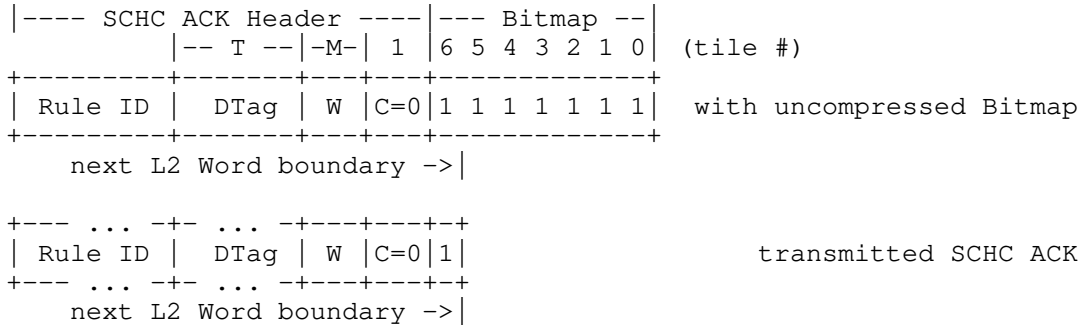 |---- SCHC ACK Header ----|--- Bitmap --|
          |-- T --|-M-| 1 |6 5 4 3 2 1 0| (tile #)
+---------+-------+---+---+-------------+
| Rule ID |  DTag | W |C=0|1 1 1 1 1 1 1|  with uncompressed Bitmap
+---------+-------+---+---+-------------+
    next L2 Word boundary ->|

+--- ... -+- ... -+---+---+-+
| Rule ID |  DTag | W |C=0|1|                  transmitted SCHC ACK
+--- ... -+- ... -+---+---+-+
    next L2 Word boundary ->|